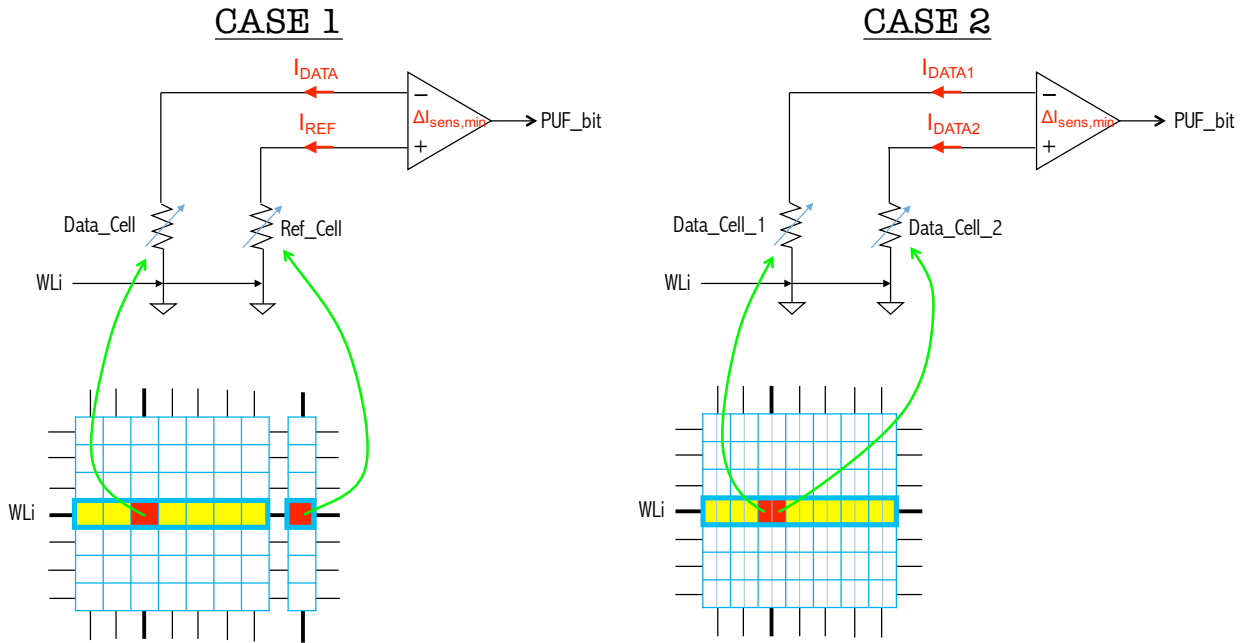 CASE 1
I_DATA
ΔI_sens,min
−
PUF_bit
I_REF
+
Data_Cell
Ref_Cell
WLi
WLi
CASE 2
I_DATA1
ΔI_sens,min
−
PUF_bit
I_DATA2
+
Data_Cell_1
Data_Cell_2
WLi
WLi